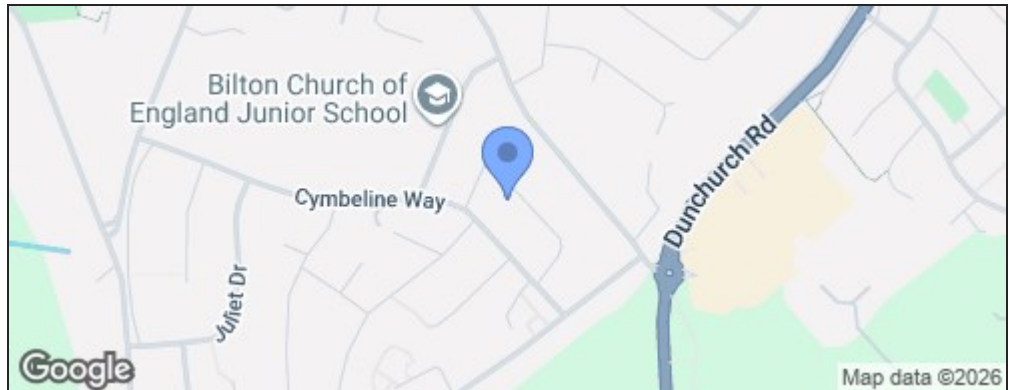 Bilton Church of
England Junior School
Cymbeline Way
Dunchurch Rd
Juliet Dr
Google
Map data ©2026